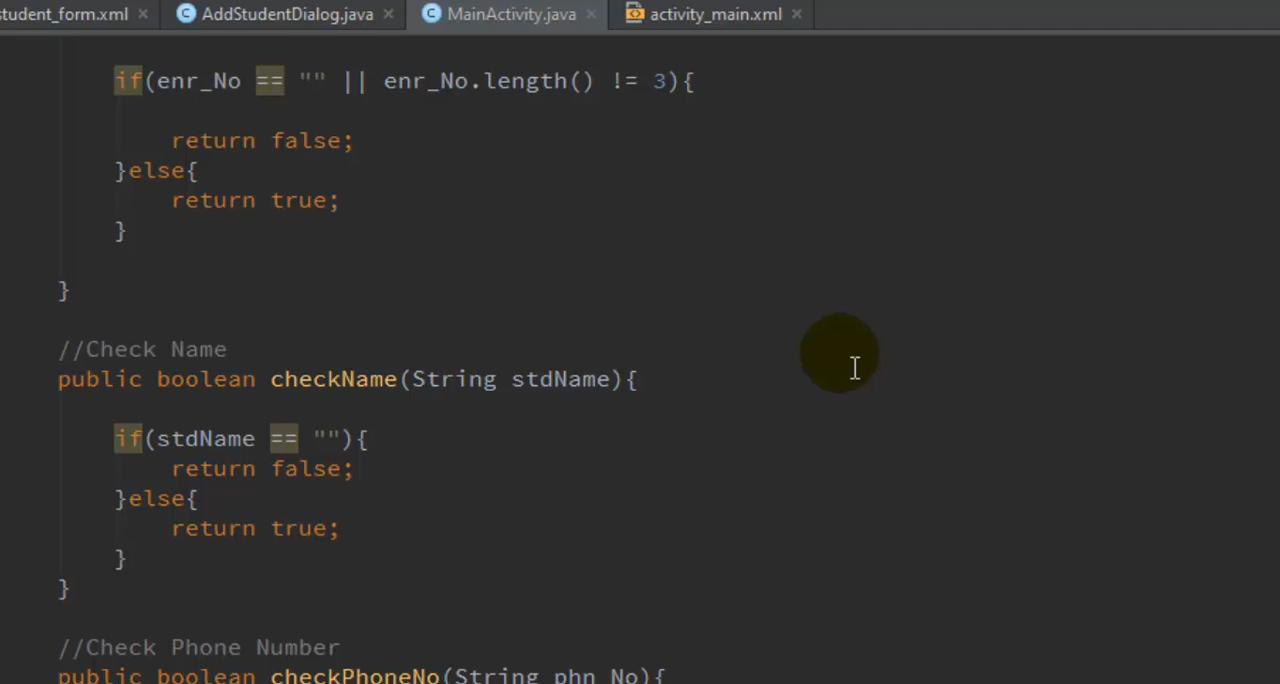 student_form.xml AddStudentDialog.java MainActivity.java activity_main.xml
if(enr_No == "" || enr_No.length() != 3){
return false;
}else{
return true;
}
}
//Check Name
public boolean checkName(String stdName){
if(stdName == ""){
return false;
}else{
return true;
}
}
//Check Phone Number
public boolean checkPhoneNo(String phn_No){